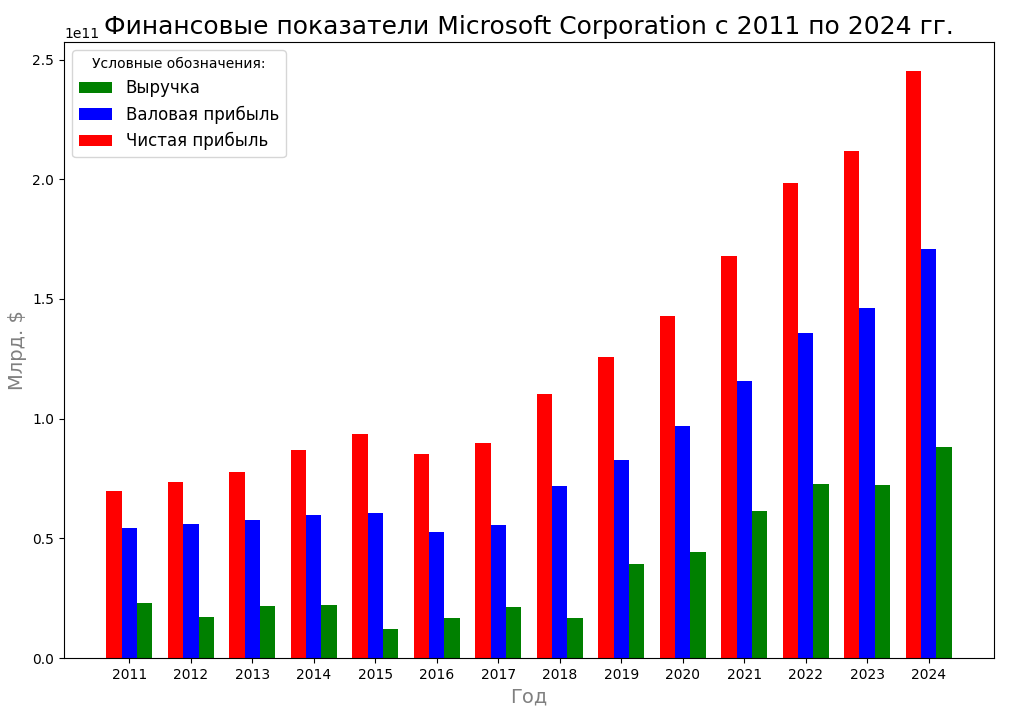 Финансовые показатели Microsoft Corporation с 2011 по 2024 гг.
1e11
Условные обозначения:
Выручка
Валовая прибыль
Чистая прибыль
2.5
2.0
1.5
1.0
0.5
0.0
Млрд. $
2011 2012 2013 2014 2015 2016 2017 2018 2019 2020 2021 2022 2023 2024
Год